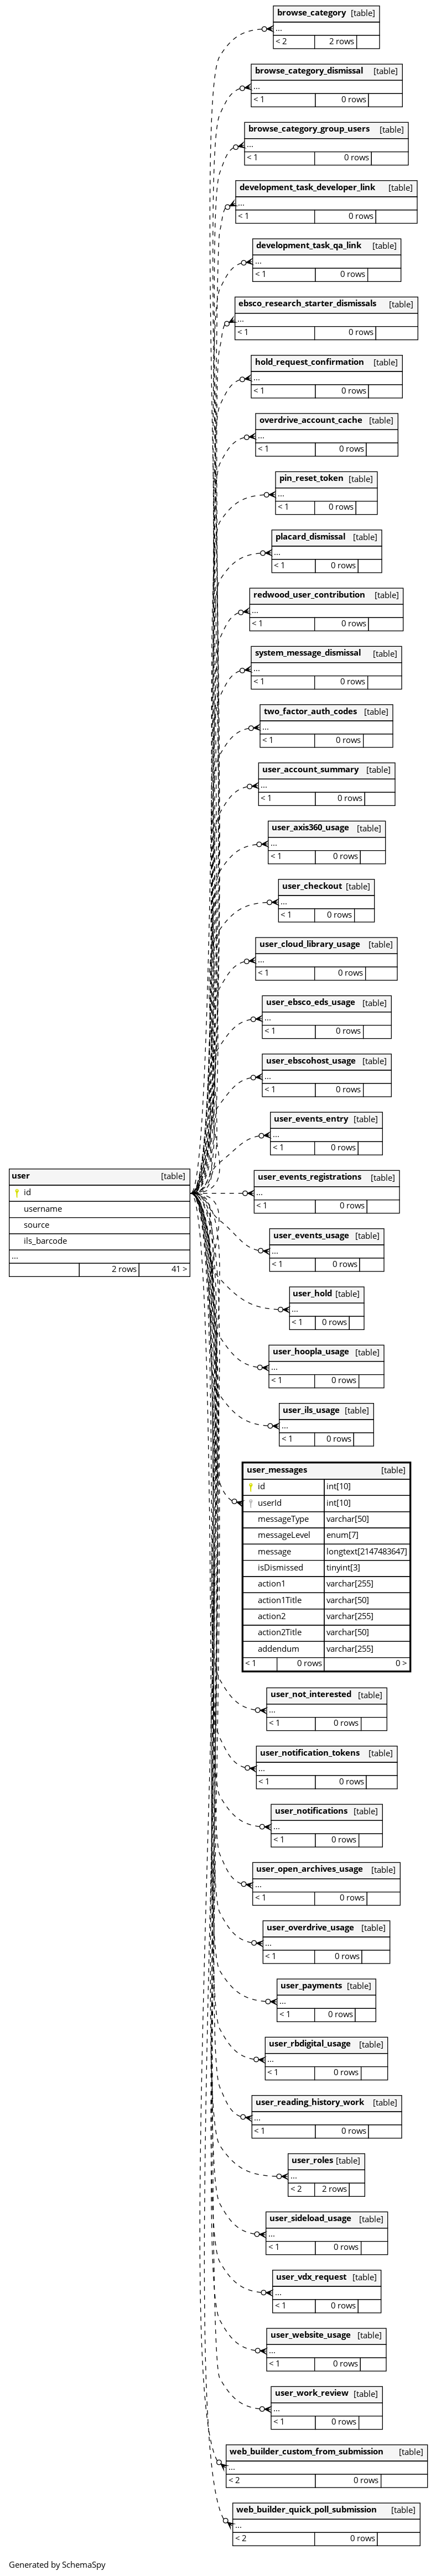 browse_category [table]
...
< 2 2 rows
browse_category_dismissal [table]
...
< 1 0 rows
browse_category_group_users [table]
...
< 1 0 rows
development_task_developer_link [table]
...
< 1 0 rows
development_task_qa_link [table]
...
< 1 0 rows
ebsco_research_starter_dismissals [table]
...
< 1 0 rows
hold_request_confirmation [table]
...
< 1 0 rows
overdrive_account_cache [table]
...
< 1 0 rows
pin_reset_token [table]
...
< 1 0 rows
placard_dismissal [table]
...
< 1 0 rows
redwood_user_contribution [table]
...
< 1 0 rows
system_message_dismissal [table]
...
< 1 0 rows
two_factor_auth_codes [table]
...
< 1 0 rows
user_account_summary [table]
...
< 1 0 rows
user_axis360_usage [table]
...
< 1 0 rows
user_checkout [table]
...
< 1 0 rows
user_cloud_library_usage [table]
...
< 1 0 rows
user_ebsco_eds_usage [table]
...
< 1 0 rows
user_ebscohost_usage [table]
...
< 1 0 rows
user_events_entry [table]
...
< 1 0 rows
user [table]
id
username
source
ils_barcode
...
2 rows 41 >
user_events_registrations [table]
...
< 1 0 rows
user_events_usage [table]
...
< 1 0 rows
user_hold [table]
...
< 1 0 rows
user_hoopla_usage [table]
...
< 1 0 rows
user_ils_usage [table]
...
< 1 0 rows
user_messages [table]
id int[10]
userId int[10]
messageType varchar[50]
messageLevel enum[7]
message longtext[2147483647]
isDismissed tinyint[3]
action1 varchar[255]
action1Title varchar[50]
action2 varchar[255]
action2Title varchar[50]
addendum varchar[255]
< 1 0 rows 0 >
user_not_interested [table]
...
< 1 0 rows
user_notification_tokens [table]
...
< 1 0 rows
user_notifications [table]
...
< 1 0 rows
user_open_archives_usage [table]
...
< 1 0 rows
user_overdrive_usage [table]
...
< 1 0 rows
user_payments [table]
...
< 1 0 rows
user_rbdigital_usage [table]
...
< 1 0 rows
user_reading_history_work [table]
...
< 1 0 rows
user_roles [table]
...
< 2 2 rows
user_sideload_usage [table]
...
< 1 0 rows
user_vdx_request [table]
...
< 1 0 rows
user_website_usage [table]
...
< 1 0 rows
user_work_review [table]
...
< 1 0 rows
web_builder_custom_from_submission [table]
...
< 2 0 rows
web_builder_quick_poll_submission [table]
...
< 2 0 rows
Generated by SchemaSpy